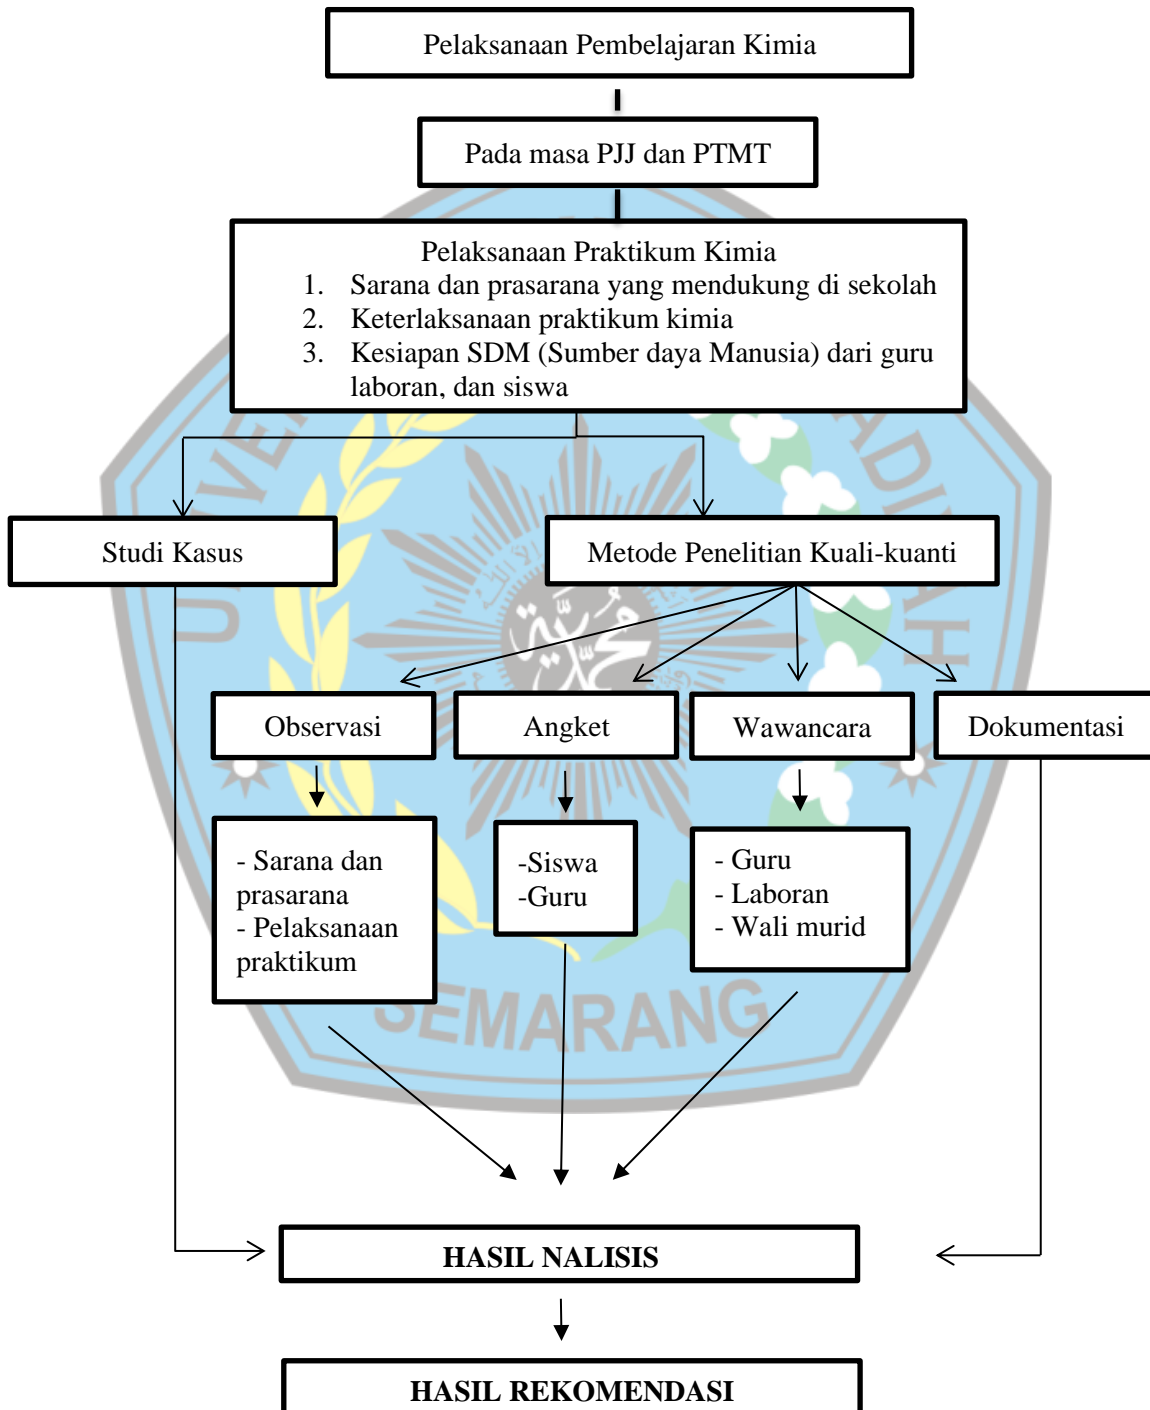 Pelaksanaan Pembelajaran Kimia
Pada masa PJJ dan PTMT
Pelaksanaan Praktikum Kimia
1. Sarana dan prasarana yang mendukung di sekolah
2. Keterlaksanaan praktikum kimia
3. Kesiapan SDM (Sumber daya Manusia) dari guru
laboran, dan siswa
Studi Kasus
Metode Penelitian Kuali-kuanti
Observasi
Angket
Wawancara
Dokumentasi
- Sarana dan
prasarana
- Pelaksanaan
praktikum
-Siswa
-Guru
- Guru
- Laboran
- Wali murid
SEMARANG
HASIL NALISIS
HASIL REKOMENDASI